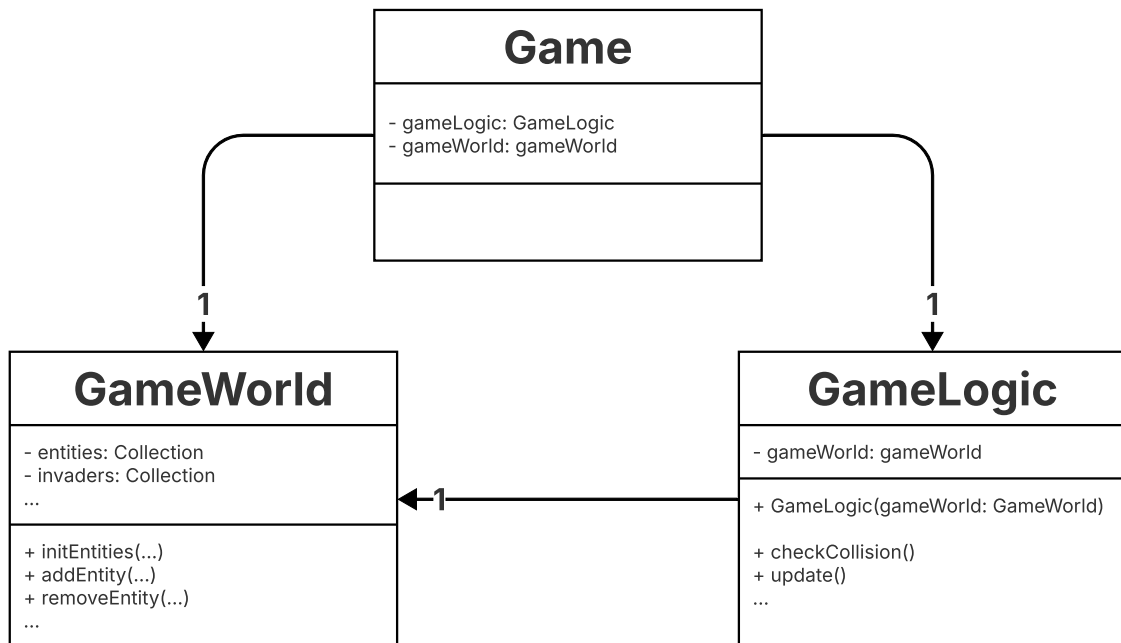 Game
- gameLogic: GameLogic
- gameWorld: gameWorld
1
1
GameWorld
- entities: Collection
- invaders: Collection
...
+ initEntities(...)
+ addEntity(...)
+ removeEntity(...)
...
1
GameLogic
- gameWorld: gameWorld
+ GameLogic(gameWorld: GameWorld)
+ checkCollision()
+ update()
...